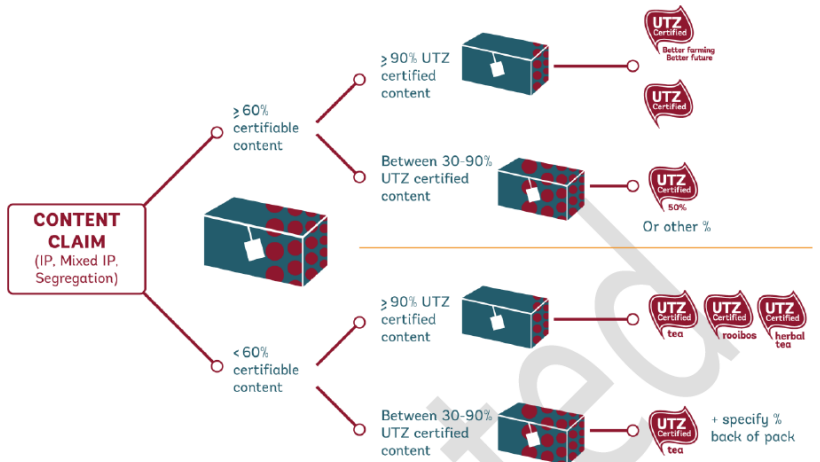 UTZ
Certified
Better farming
Better future
≥90% UTZ
certified
content
UTZ
Certified
≥60%
certifiable
content
Between 30-90%
UTZ certified
content
UTZ
Certified
50%
Or other %
CONTENT
CLAIM
(IP, Mixed IP,
Segregation)
≥90% UTZ
certified
content
UTZ
Certified
tea
UTZ
Certified
rooibos
UTZ
Certified
herbal
tea
<60%
certifiable
content
Between 30-90%
UTZ certified
content
UTZ
Certified
tea
+ specify %
back of pack